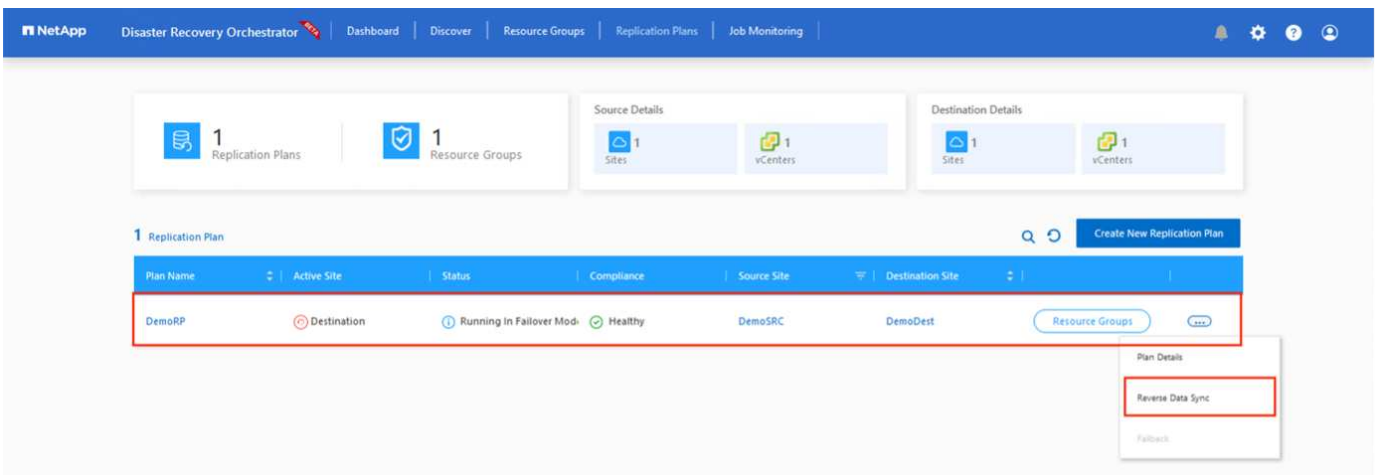 NetApp Disaster Recovery Orchestrator BETA Dashboard Discover Resource Groups Replication Plans Job Monitoring
1
Replication Plans
1
Resource Groups
Source Details
1
Sites
1
vCenters
Destination Details
1
Sites
1
vCenters
1 Replication Plan
Create New Replication Plan
Plan Name Active Site Status Compliance Source Site Destination Site
DemoRP Destination Running In Failover Mod Healthy DemoSRC DemoDest Resource Groups ...
Plan Details
Reverse Data Sync
Failback